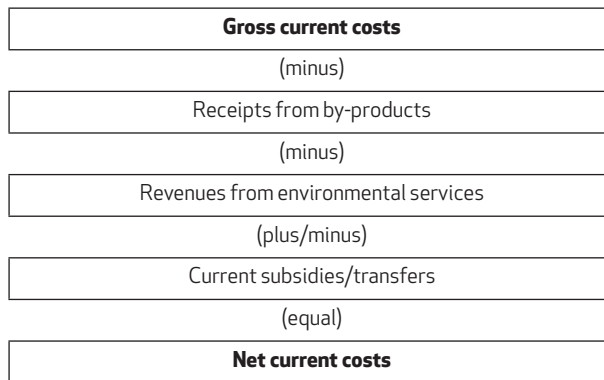 Gross current costs
(minus)
Receipts from by-products
(minus)
Revenues from environmental services
(plus/minus)
Current subsidies/transfers
(equal)
Net current costs